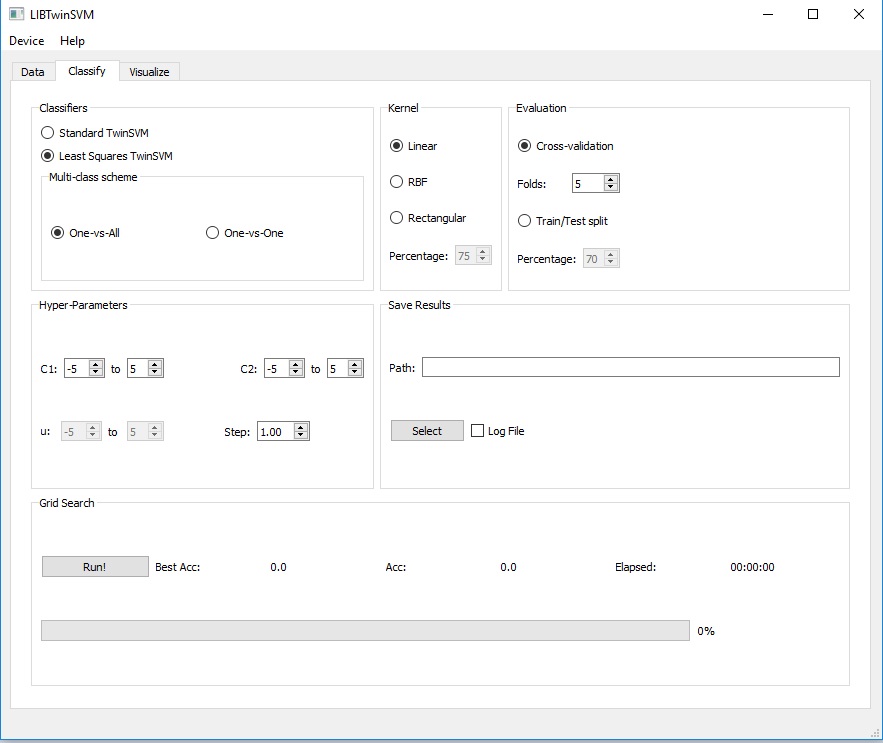 LIBTwinSVM
Device Help
Data Classify Visualize
Classifiers
Standard TwinSVM
Least Squares TwinSVM
Multi-class scheme
One-vs-All One-vs-One
Kernel
Linear
RBF
Rectangular
Percentage: 75
Evaluation
Cross-validation
Folds: 5
Train/Test split
Percentage: 70
Hyper-Parameters
C1: -5 to 5 C2: -5 to 5
u: -5 to 5 Step: 1.00
Save Results
Path:
Select Log File
Grid Search
Run! Best Acc: 0.0 Acc: 0.0 Elapsed: 00:00:00
0%